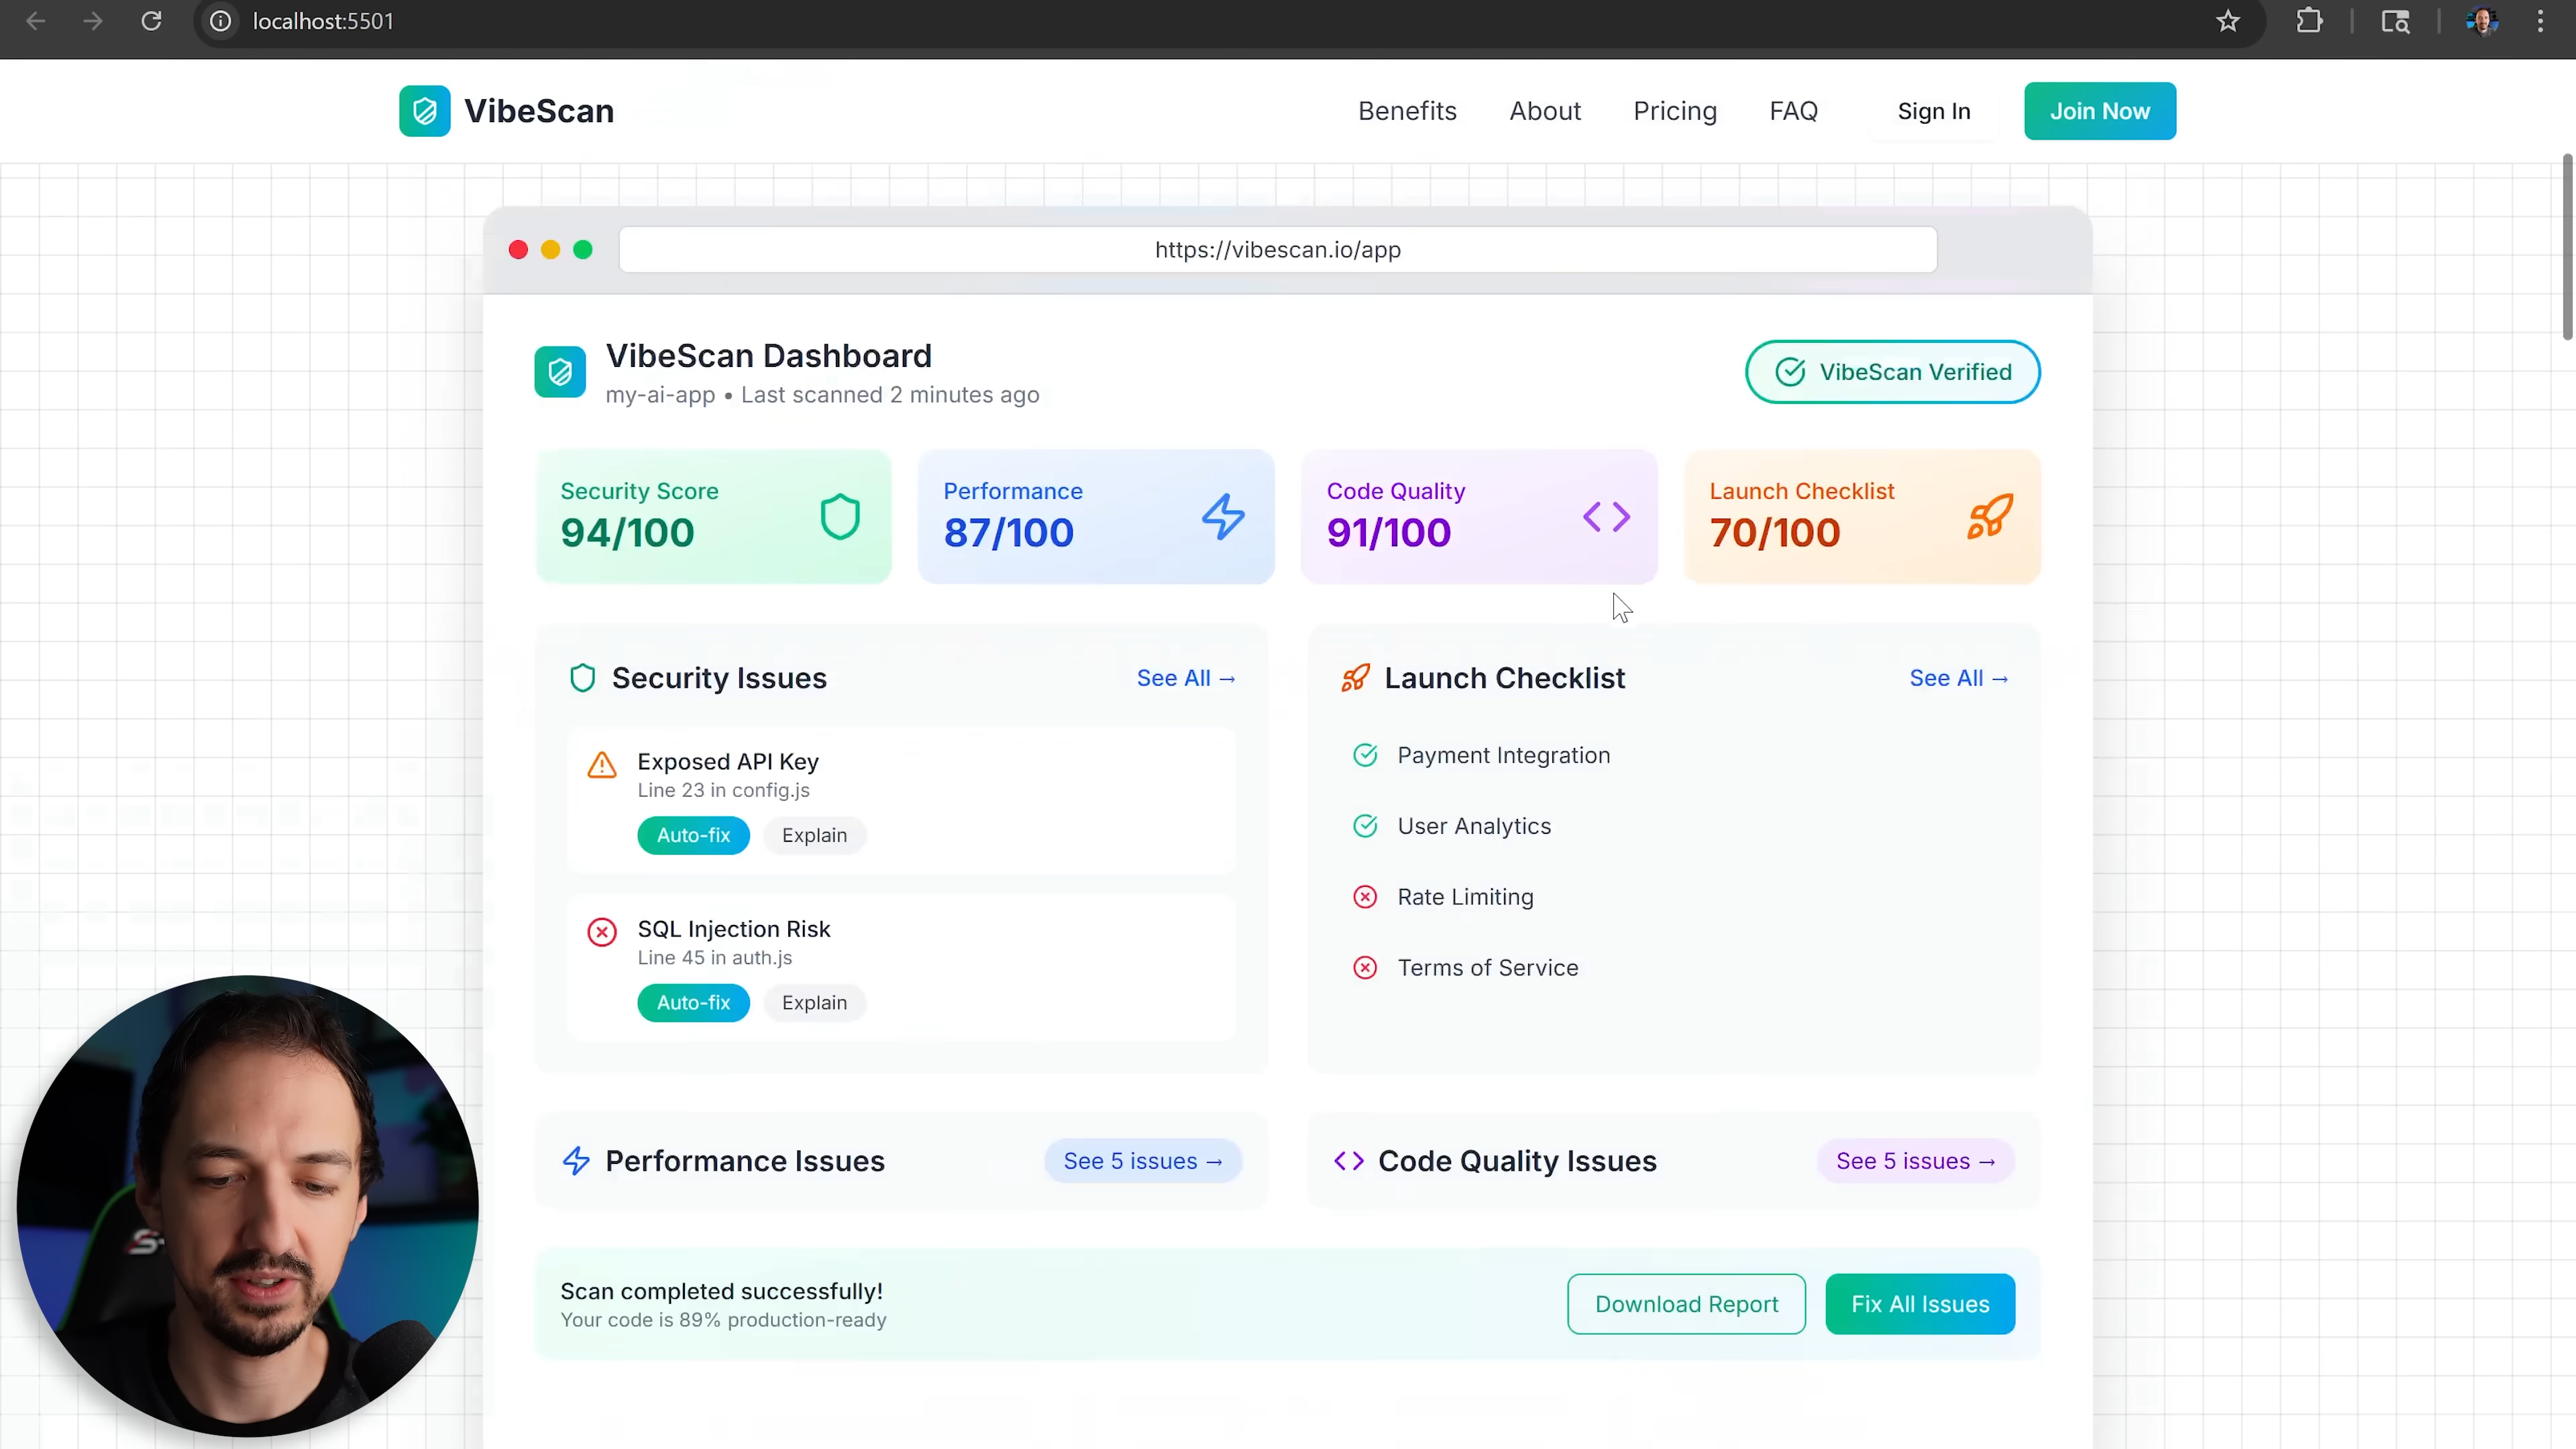 localhost:5501
VibeScan
Benefits
About
Pricing
FAQ
Sign In
Join Now
https://vibescan.io/app
VibeScan Dashboard
my-ai-app • Last scanned 2 minutes ago
VibeScan Verified
Security Score
94/100
Performance
87/100
Code Quality
91/100
Launch Checklist
70/100
Security Issues
See All →
Exposed API Key
Line 23 in config.js
Auto-fix
Explain
SQL Injection Risk
Line 45 in auth.js
Auto-fix
Explain
Launch Checklist
See All →
Payment Integration
User Analytics
Rate Limiting
Terms of Service
Performance Issues
See 5 issues →
Code Quality Issues
See 5 issues →
Scan completed successfully!
Your code is 89% production-ready
Download Report
Fix All Issues